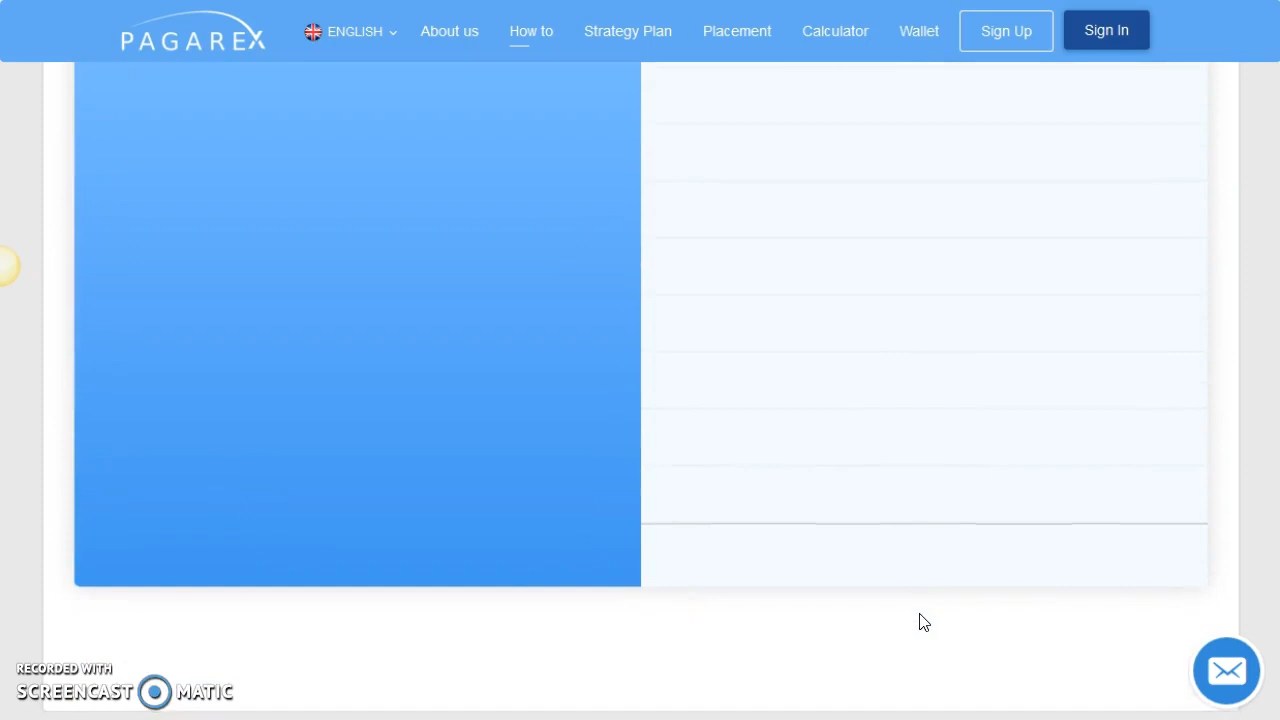 PAGAREX ENGLISH About us How to Strategy Plan Placement Calculator Wallet Sign Up Sign In
RECORDED WITH
SCREENCAST MATIC